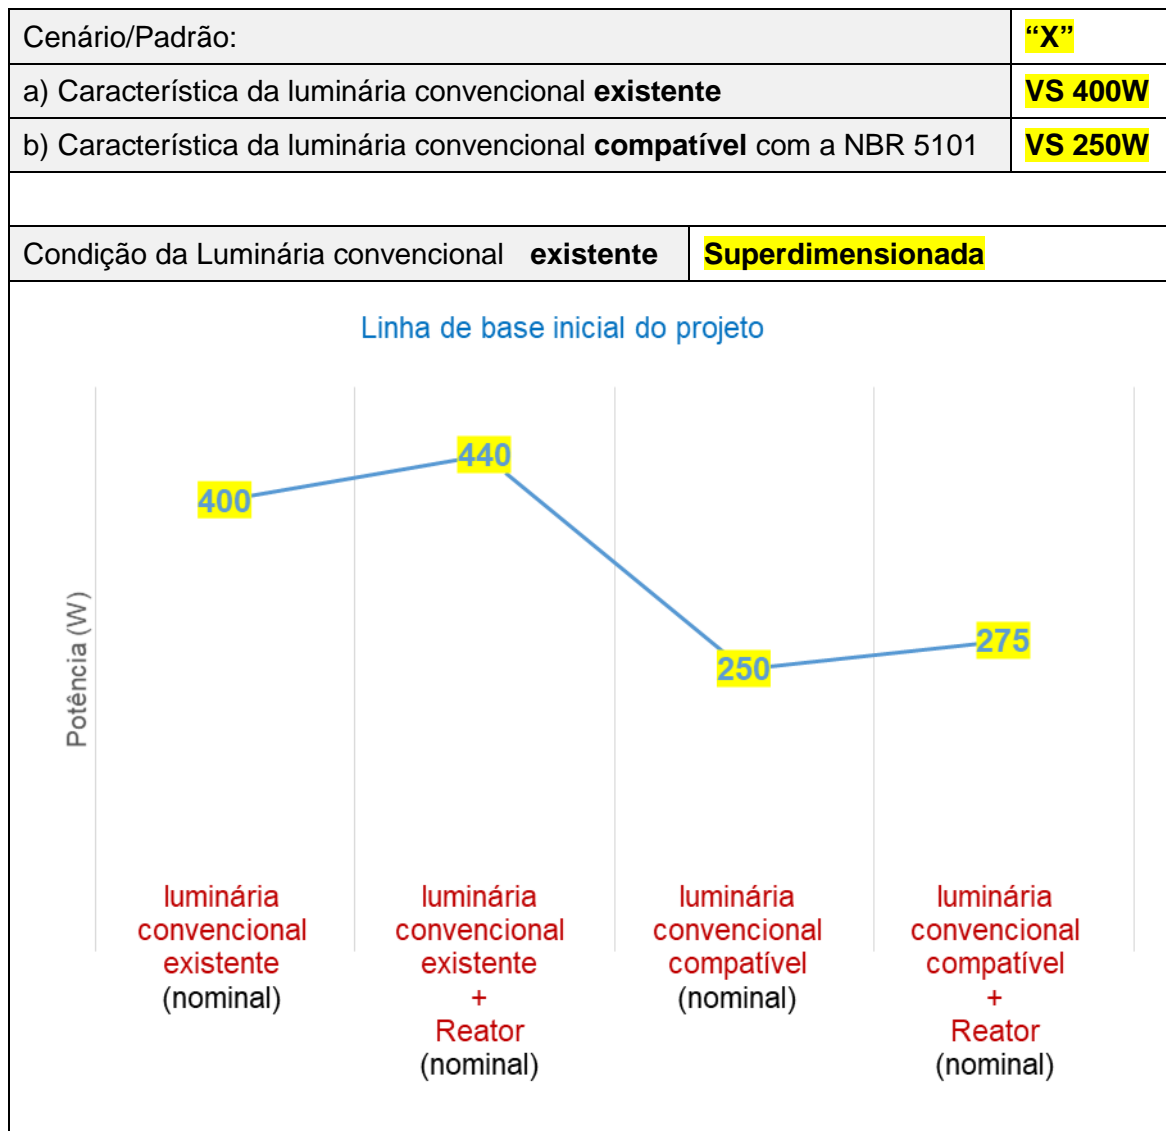 Cenário/Padrão: “X”
a) Característica da luminária convencional existente VS 400W
b) Característica da luminária convencional compatível com a NBR 5101 VS 250W
Condição da Luminária convencional existente Superdimensionada
Linha de base inicial do projeto
Potência (W)
400
440
250
275
luminária
convencional
existente
(nominal)
luminária
convencional
existente
+
Reator
(nominal)
luminária
convencional
compatível
(nominal)
luminária
convencional
compatível
+
Reator
(nominal)